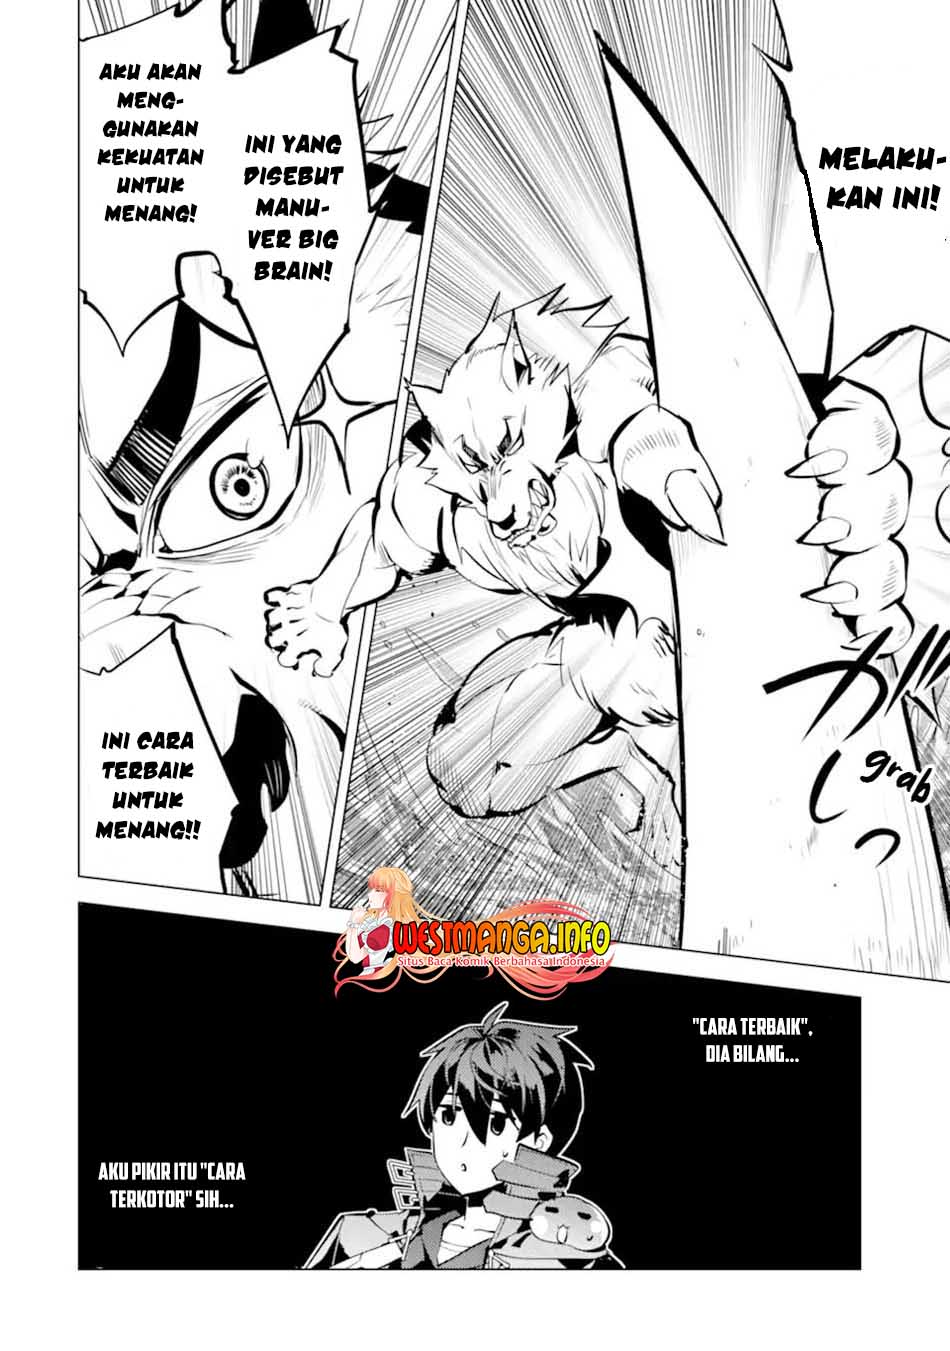 MELAKU-
KAN INI!
ガッ
grab
INI YANG
DISEBUT
MANU-
VER BIG
BRAIN!
AKU AKAN
MENG-
GUNAKAN
KEKUATAN
UNTUK
MENANG!
INI CARA
TERBAIK
UNTUK
MENANG!!
WESTMANGA.INFO
Situs Baca Komik Berbahasa Indonesia
"CARA TERBAIK",
DIA BILANG...
AKU PIKIR ITU "CARA
TERKOTOR" SIH...